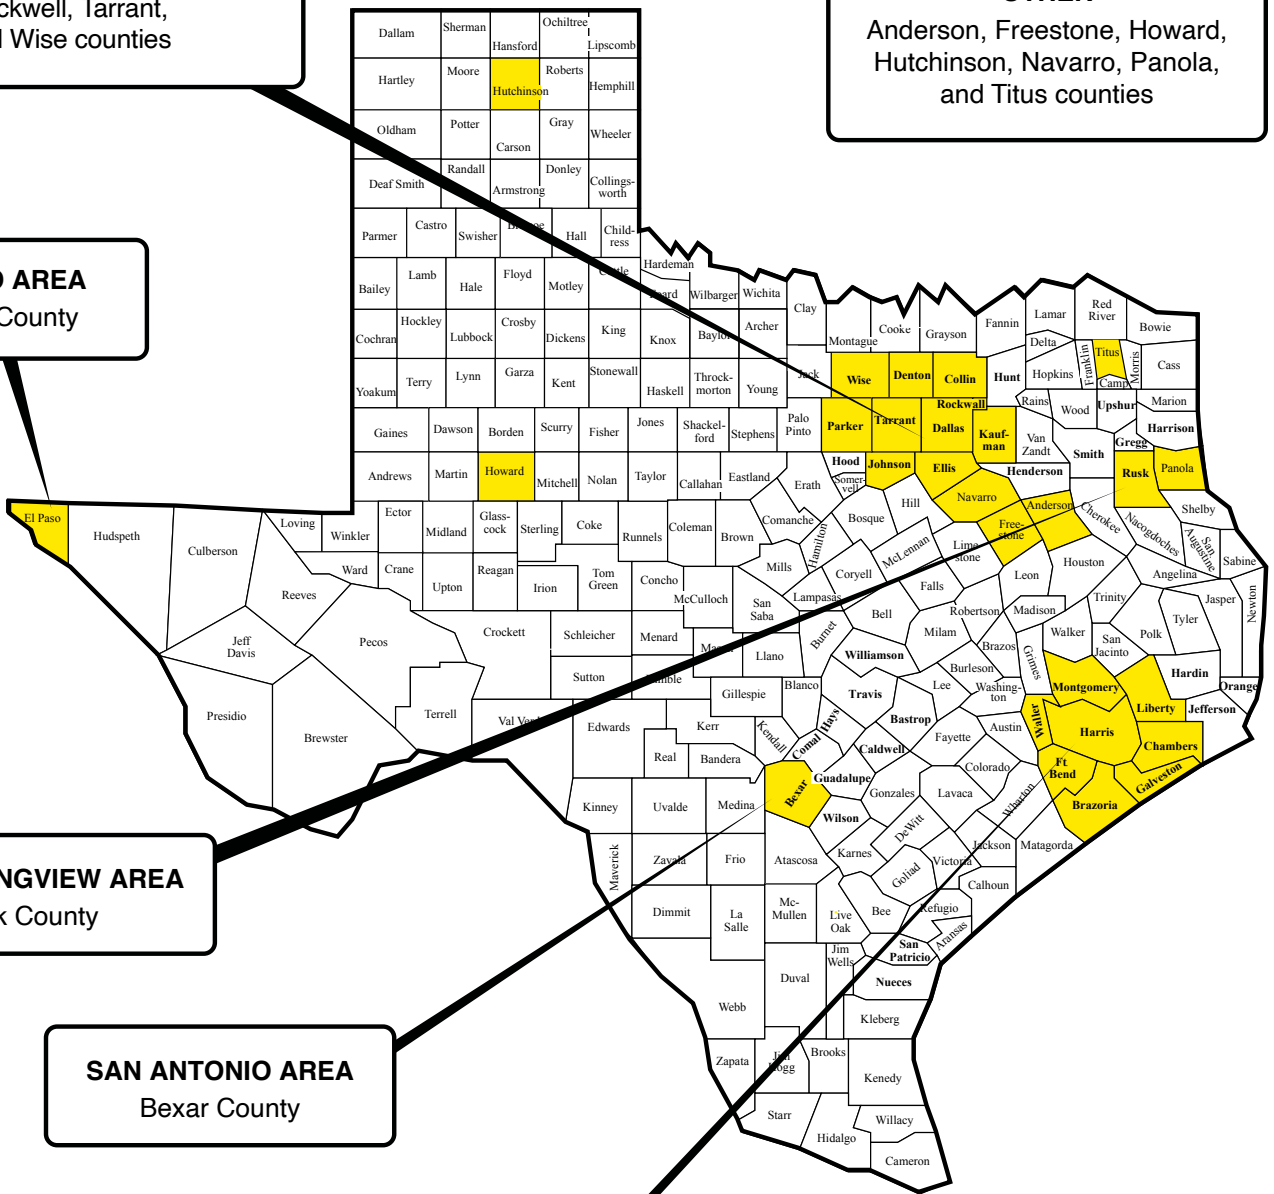 ckwell, Tarrant,
Wise counties
Anderson, Freestone, Howard,
Hutchinson, Navarro, Panola,
and Titus counties
AREA
County
NGVIEW AREA
County
SAN ANTONIO AREA
Bexar County
Dallam
Sherman
Hansford
Ochiltree
Lipscomb
Hartley
Moore
Hutchinson
Roberts
Hemphill
Oldham
Potter
Carson
Gray
Wheeler
Deaf Smith
Randall
Armstrong
Donley
Collings-
worth
Parmer
Castro
Swisher
Hall
Child-
ress
Bailey
Lamb
Hale
Floyd
Motley
Hardeman
Wilbarger
Wichita
Clay
Montague
Cooke
Grayson
Fannin
Lamar
Red
River
Bowie
Cochran
Hockley
Lubbock
Crosby
Dickens
King
Knox
Baylor
Archer
Jack
Wise
Denton
Collin
Hunt
Delta
Hopkins
Franklin
Titus
Camp
Morris
Cass
Yoakum
Terry
Lynn
Garza
Kent
Stonewall
Haskell
Throck-
morton
Young
Gaines
Dawson
Borden
Scurry
Fisher
Jones
Shackel-
ford
Stephens
Palo
Pinto
Parker
Tarrant
Dallas
Rockwall
Kauf-
man
Rains
Wood
Upshur
Marion
Harrison
Gregg
Van
Zandt
Smith
Andrews
Martin
Howard
Mitchell
Nolan
Taylor
Callahan
Eastland
Erath
Hood
Somer-
vell
Johnson
Ellis
Henderson
Rusk
Panola
Navarro
Anderson
Free-
stone
Cherokee
Nacogdoches
Shelby
San
Augustine
Sabine
El Paso
Hudspeth
Culberson
Loving
Winkler
Ector
Midland
Glass-
cock
Sterling
Coke
Runnels
Coleman
Brown
Comanche
Hamilton
Bosque
Hill
McLennan
Lime-
stone
Reeves
Ward
Crane
Upton
Reagan
Irion
Tom
Green
Concho
McCulloch
San
Saba
Mills
Lampasas
Coryell
Bell
Falls
Robertson
Leon
Houston
Madison
Trinity
Angelina
Polk
Tyler
Jasper
Newton
Jeff
Davis
Pecos
Crockett
Schleicher
Menard
Llano
Burnet
Williamson
Milam
Brazos
Grimes
Walker
San
Jacinto
Presidio
Brewster
Terrell
Sutton
Gillespie
Blanco
Travis
Lee
Burleson
Washing-
ton
Montgomery
Liberty
Hardin
Orange
Jefferson
Edwards
Real
Kerr
Bandera
Kendall
Comal
Hays
Caldwell
Bastrop
Fayette
Austin
Waller
Harris
Chambers
Galveston
Kinney
Uvalde
Medina
Bexar
Guadalupe
Wilson
Gonzales
Lavaca
Colorado
Wharton
Ft
Bend
Brazoria
Maverick
Zavala
Frio
Atascosa
Karnes
DeWitt
Goliad
Victoria
Jackson
Matagorda
Calhoun
Dimmit
La
Salle
Mc-
Mullen
Live
Oak
Bee
Refugio
Aransas
San
Patricio
Nueces
Webb
Duval
Jim
Wells
Kleberg
Zapata
Brooks
Kenedy
Starr
Hidalgo
Willacy
Cameron